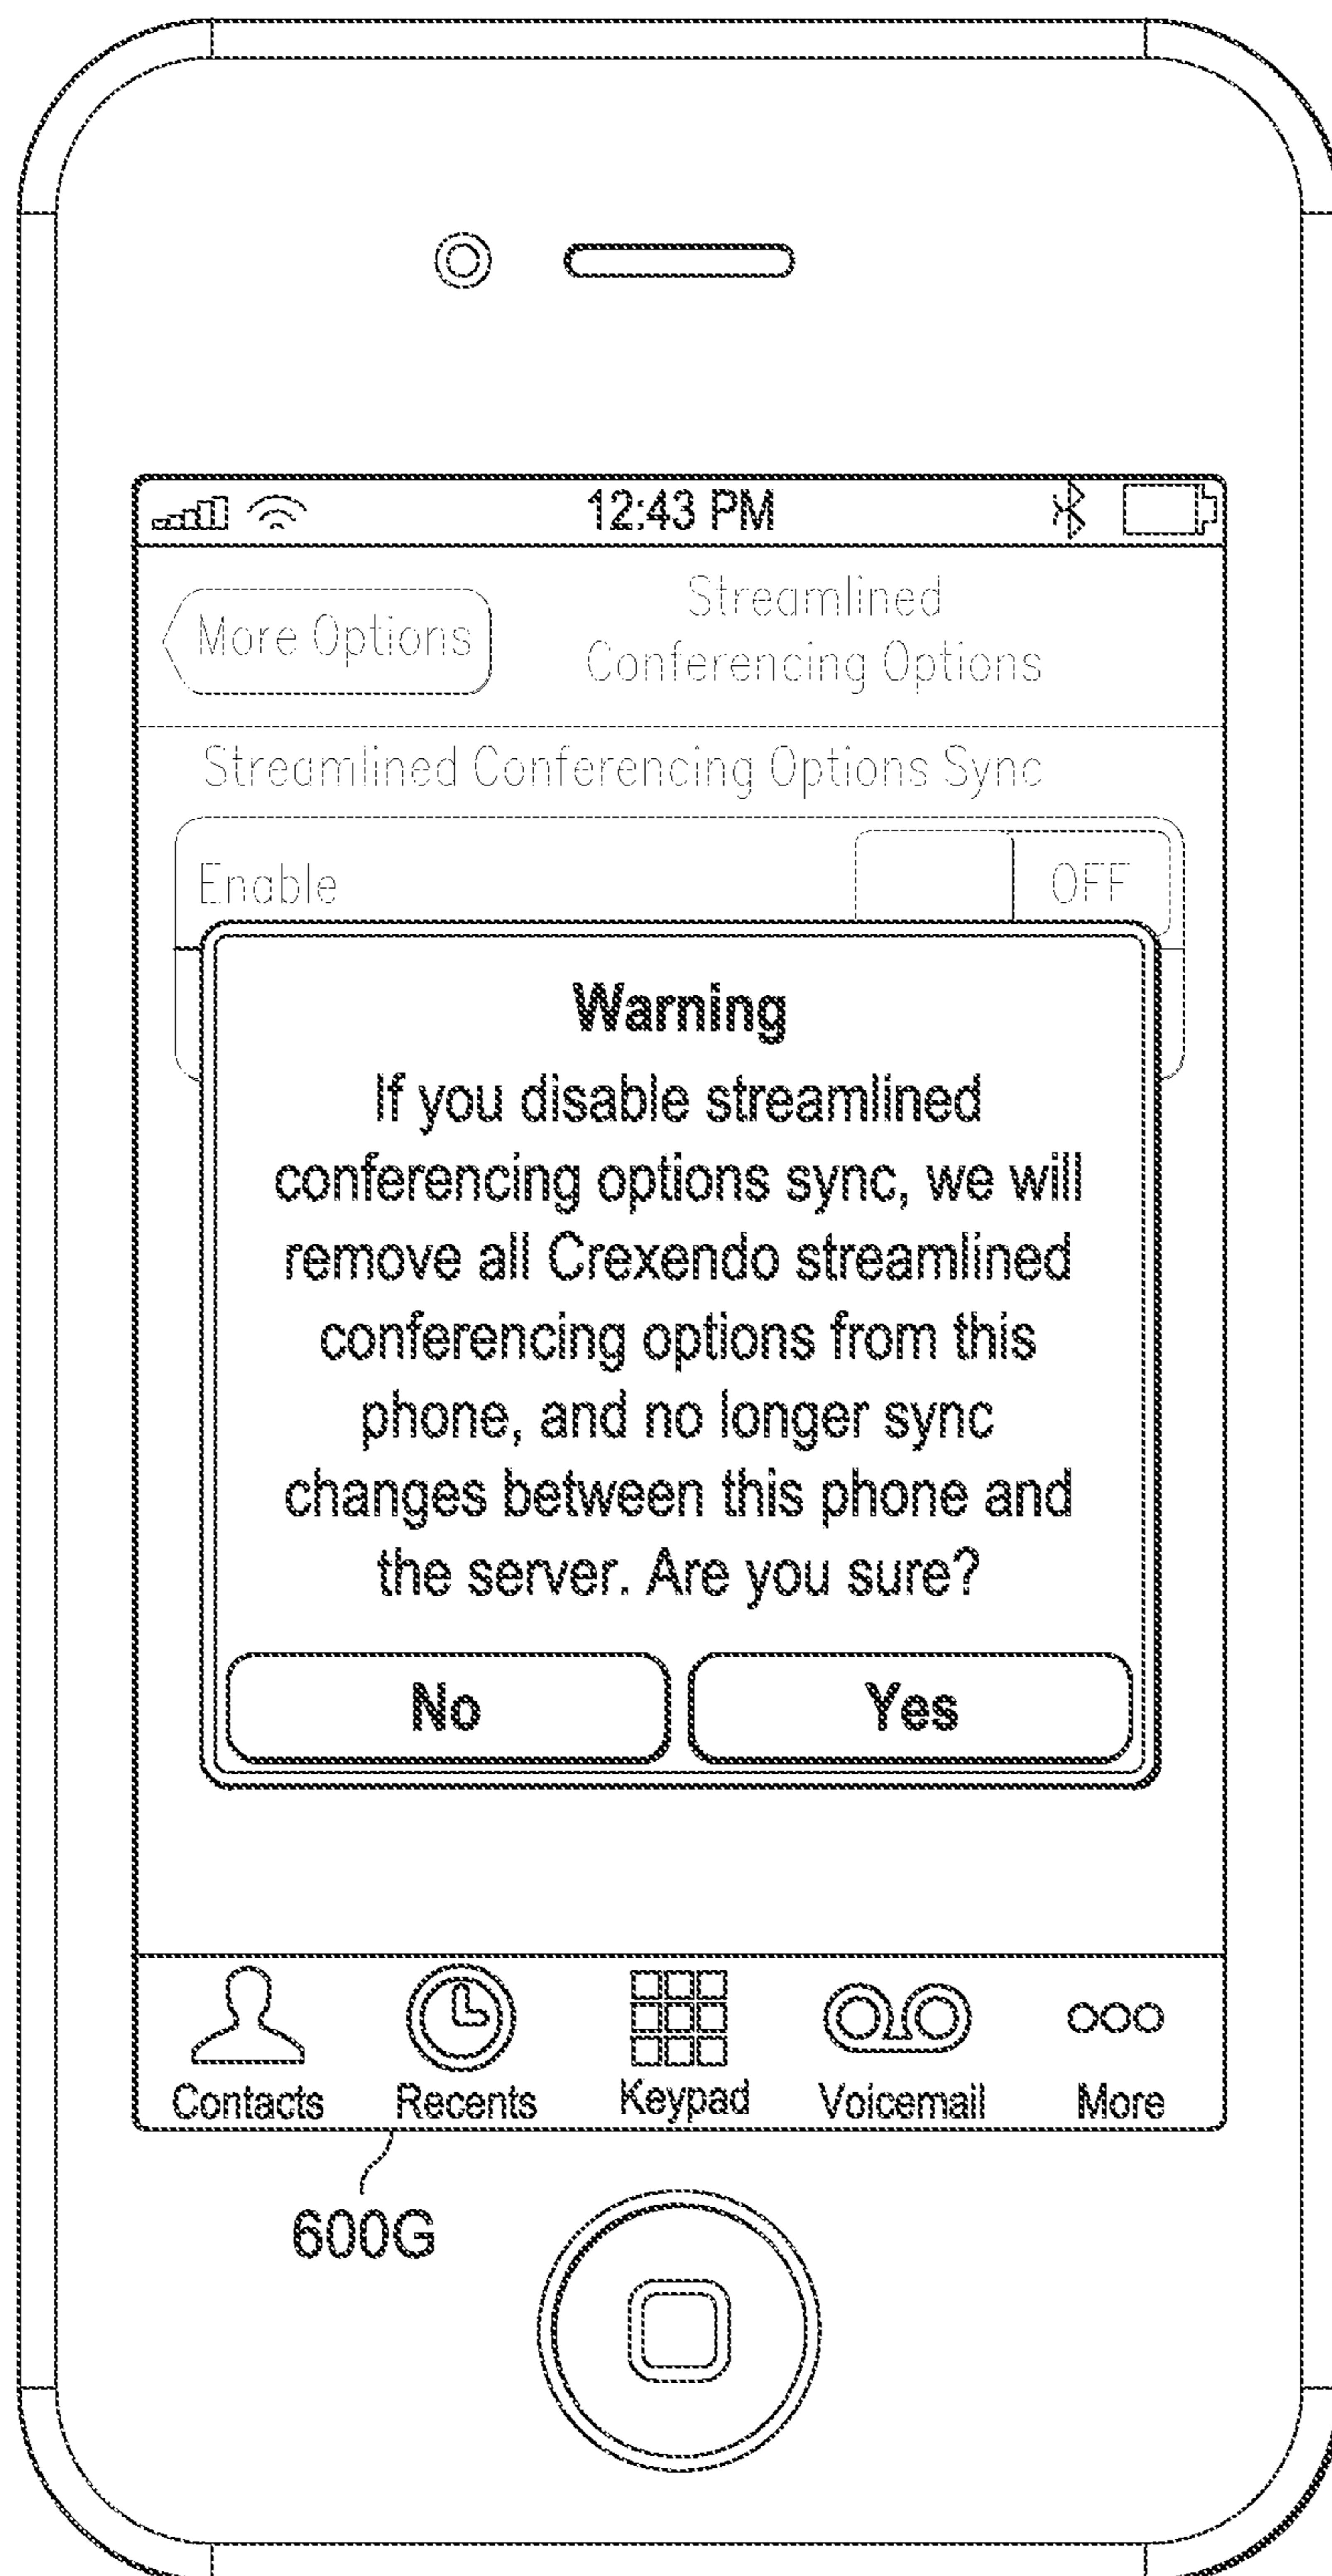 12:43 PM
More Options
Streamlined
Conferencing Options
Streamlined Conferencing Options Sync
Enable
OFF
Warning
If you disable streamlined
conferencing options sync, we will
remove all Crexendo streamlined
conferencing options from this
phone, and no longer sync
changes between this phone and
the server. Are you sure?
No
Yes
Contacts
Recents
Keypad
Voicemail
More
600G